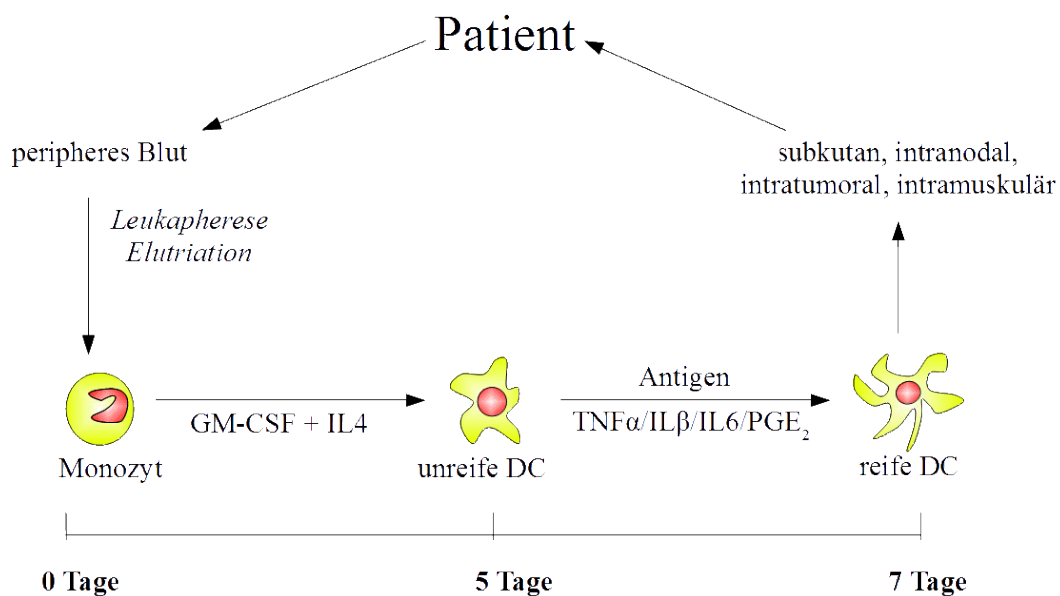 Patient
peripheres Blut
subkutan, intranodal,
intratumoral, intramuskulär
Leukapherese
Elutriation
Antigen
GM-CSF + IL4
TNFα/ILβ/IL6/PGE₂
Monozyt
unreife DC
reife DC
0 Tage
5 Tage
7 Tage